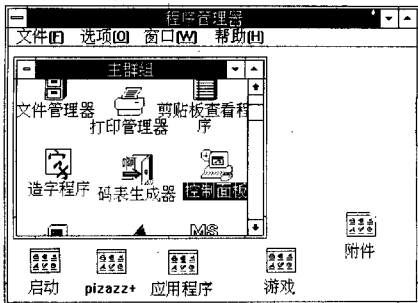 程序管理器
文件(F) 选项(O) 窗口(W) 帮助(H)
主群组
文件管理器
打印管理器
剪贴板查看程
序
造字程序
码表生成器
控制面板
MS
附件
启动
pizazz+
应用程序
游戏